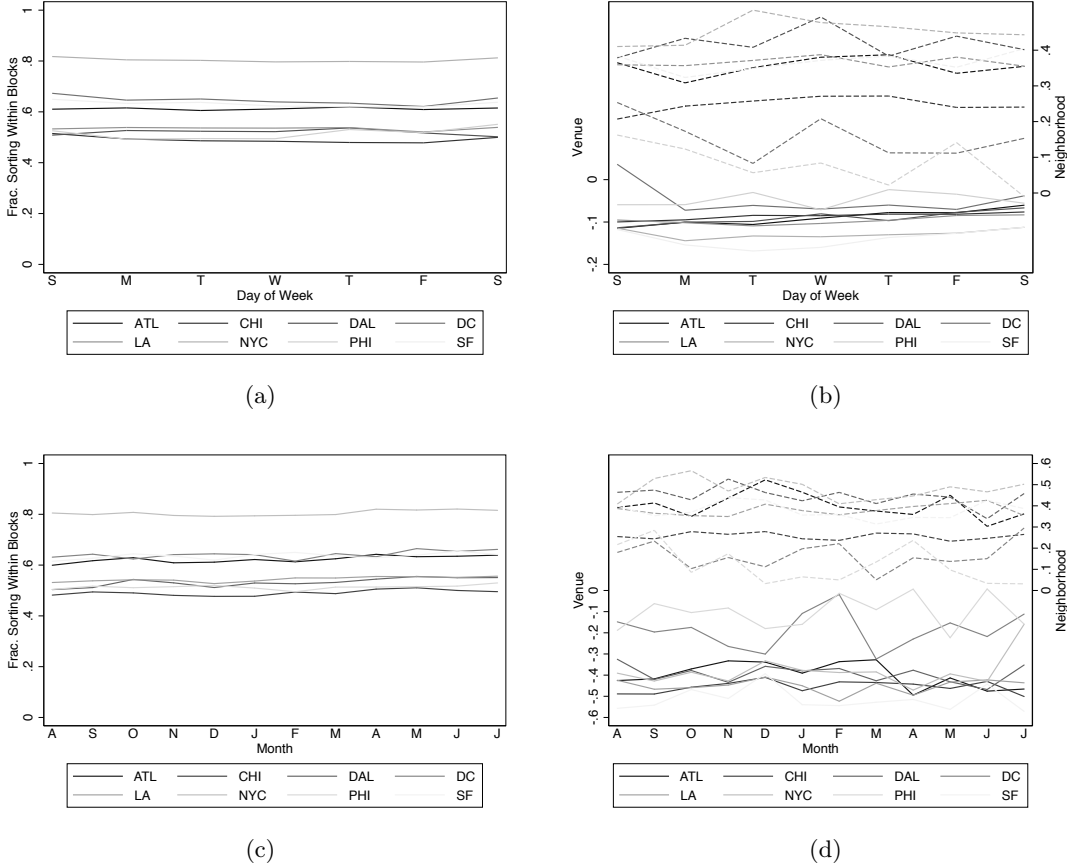 Frac. Sorting Within Blocks
0 .2 .4 .6 .8 1
S M T W T F S
Day of Week
ATL CHI DAL DC
LA NYC PHI SF
(a)
Venue
-.2 -.1 0
Neighborhood
0 .1 .2 .3 .4
S M T W T F S
Day of Week
ATL CHI DAL DC
LA NYC PHI SF
(b)
Frac. Sorting Within Blocks
0 .2 .4 .6 .8 1
A S O N D J F M A M J J
Month
ATL CHI DAL DC
LA NYC PHI SF
(c)
Venue
-.6 -.5 -.4 -.3 -.2 -.1 0
Neighborhood
0 .1 .2 .3 .4 .5 .6
A S O N D J F M A M J J
Month
ATL CHI DAL DC
LA NYC PHI SF
(d)